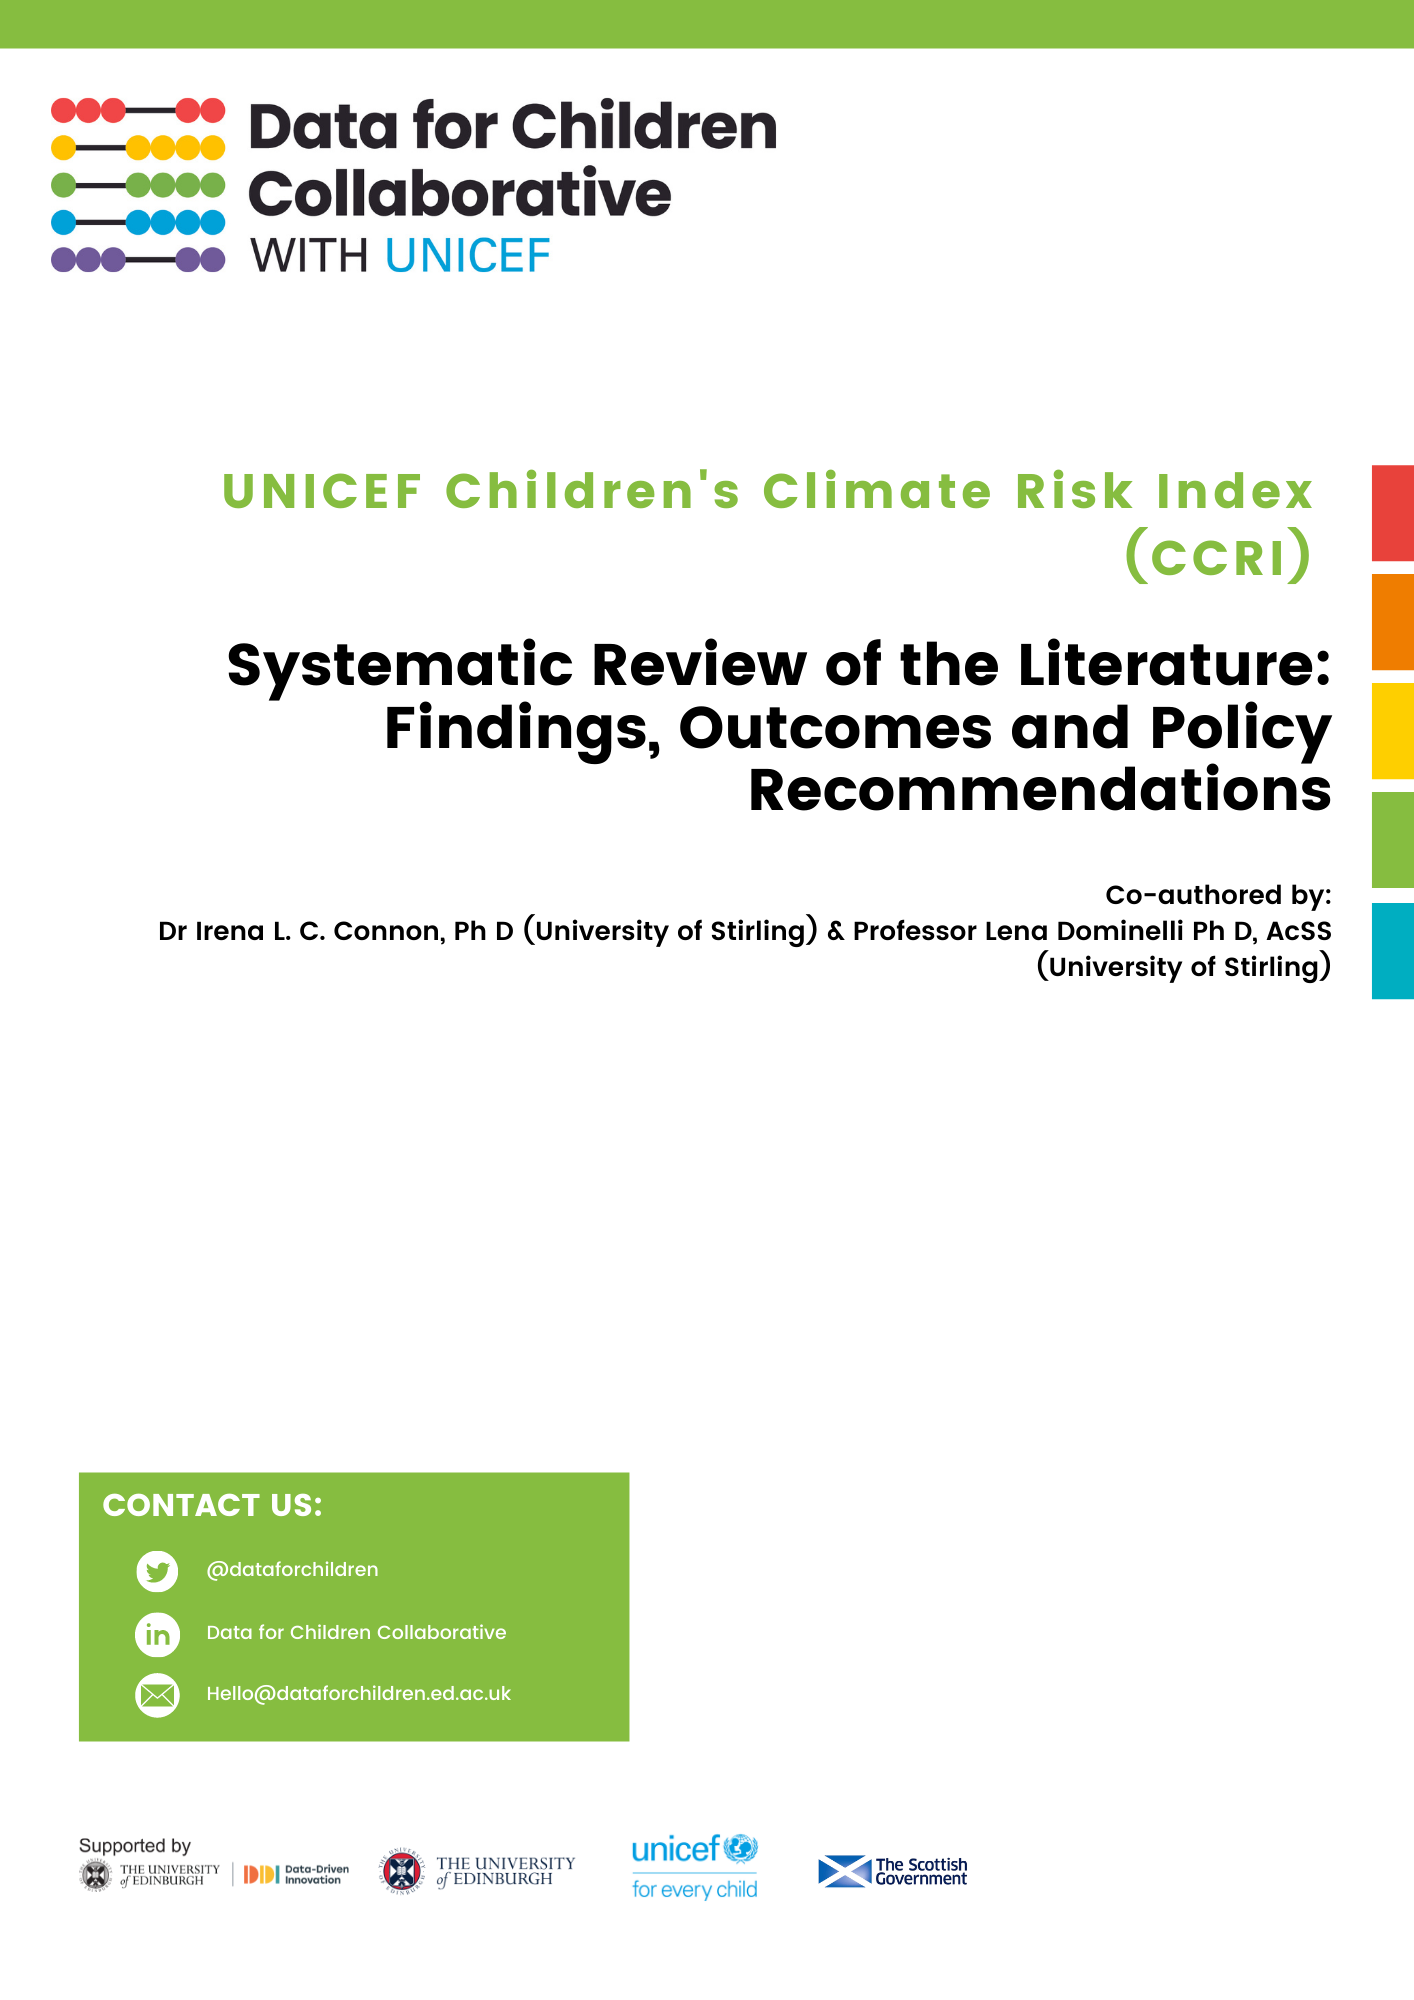 Data for Children
Collaborative
WITH UNICEF
UNICEF Children's Climate Risk Index
(CCRI)
Systematic Review of the Literature:
Findings, Outcomes and Policy
Recommendations
Co-authored by:
Dr Irena L. C. Connon, Ph D (University of Stirling) & Professor Lena Dominelli Ph D, AcSS
(University of Stirling)
CONTACT US:
@dataforchildren
in
Data for Children Collaborative
Hello@dataforchildren.ed.ac.uk
Supported by
THE UNIVERSITY
of EDINBURGH
DDI
Data-Driven
Innovation
THE UNIVERSITY
of EDINBURGH
unicef
for every child
The Scottish
Government